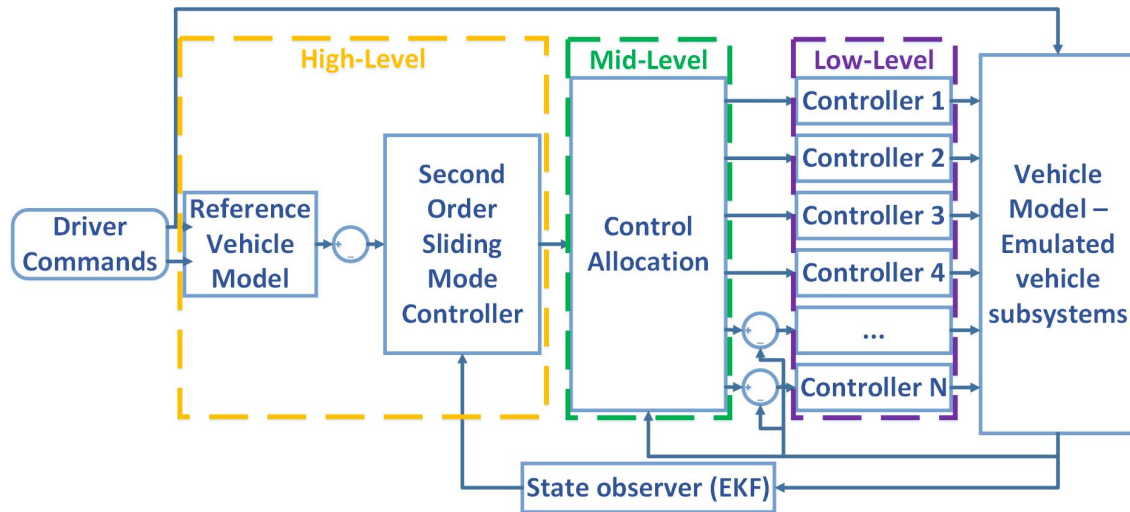 High-Level
Mid-Level
Low-Level
Driver
Commands
Reference
Vehicle
Model
+
−
Second
Order
Sliding
Mode
Controller
Control
Allocation
+
−
+
−
Controller 1
Controller 2
Controller 3
Controller 4
...
Controller N
Vehicle
Model –
Emulated
vehicle
subsystems
State observer (EKF)